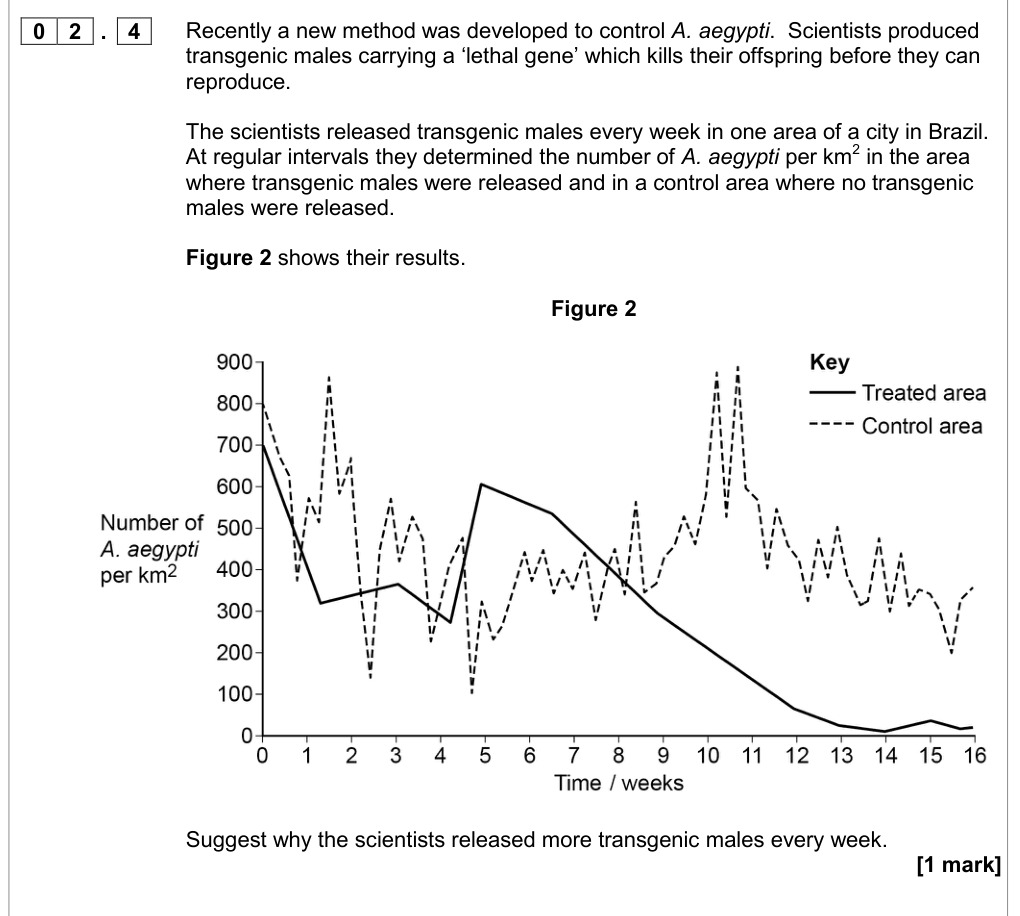 0 2 . 4 Recently a new method was developed to control A. aegypti. Scientists produced
transgenic males carrying a ‘lethal gene’ which kills their offspring before they can
reproduce.
The scientists released transgenic males every week in one area of a city in Brazil.
At regular intervals they determined the number of A. aegypti per km² in the area
where transgenic males were released and in a control area where no transgenic
males were released.
Figure 2 shows their results.
Figure 2
Key
Treated area
Control area
900
800
700
600
500
400
300
200
100
0
Number of
A. aegypti
per km2
0 1 2 3 4 5 6 7 8 9 10 11 12 13 14 15 16
Time / weeks
Suggest why the scientists released more transgenic males every week.
[1 mark]